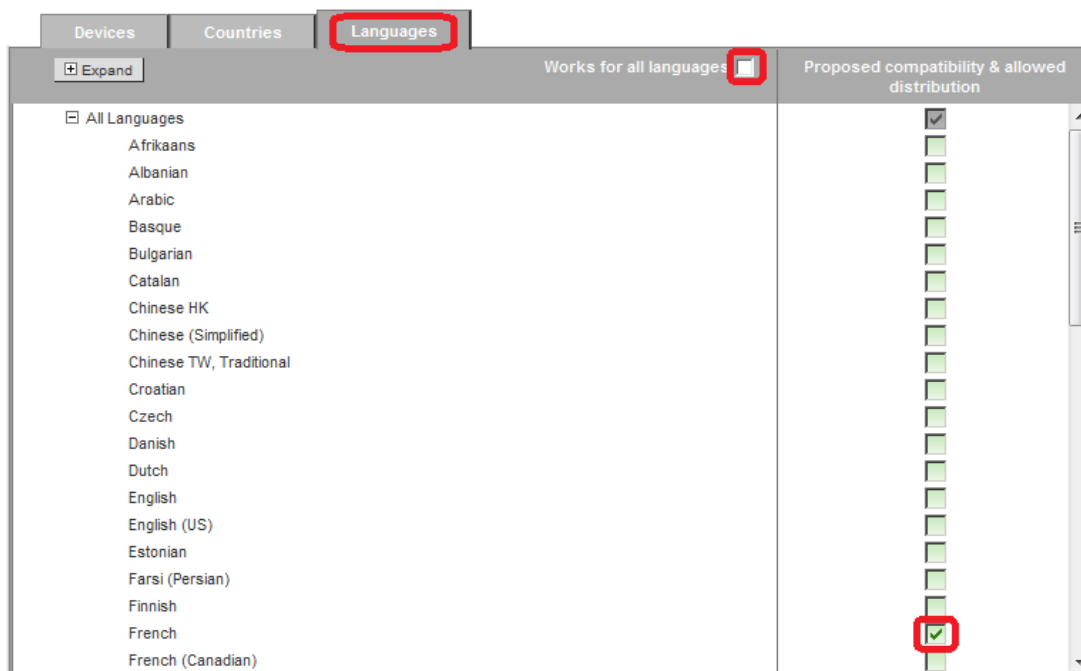 Devices Countries Languages
Expand Works for all languages Proposed compatibility & allowed
distribution
All Languages
Afrikaans
Albanian
Arabic
Basque
Bulgarian
Catalan
Chinese HK
Chinese (Simplified)
Chinese TW, Traditional
Croatian
Czech
Danish
Dutch
English
English (US)
Estonian
Farsi (Persian)
Finnish
French
French (Canadian)